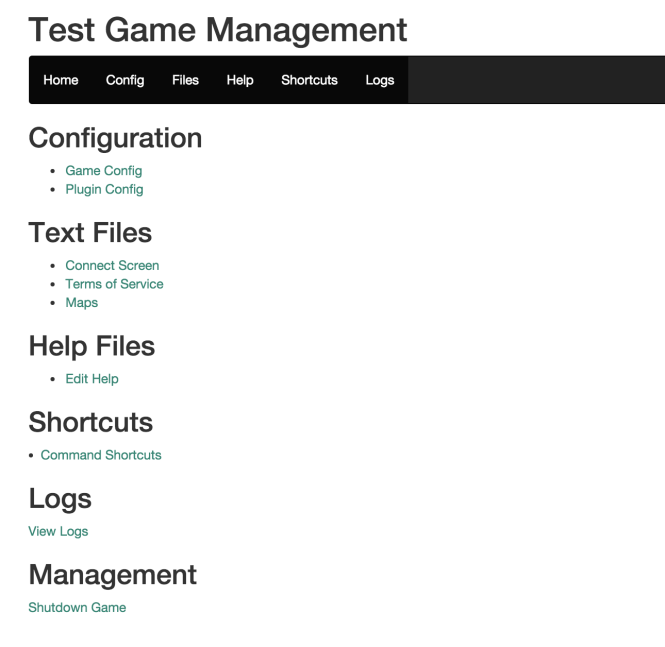 Test Game Management
Home Config Files Help Shortcuts Logs
Configuration
• Game Config
• Plugin Config
Text Files
• Connect Screen
• Terms of Service
• Maps
Help Files
• Edit Help
Shortcuts
• Command Shortcuts
Logs
View Logs
Management
Shutdown Game